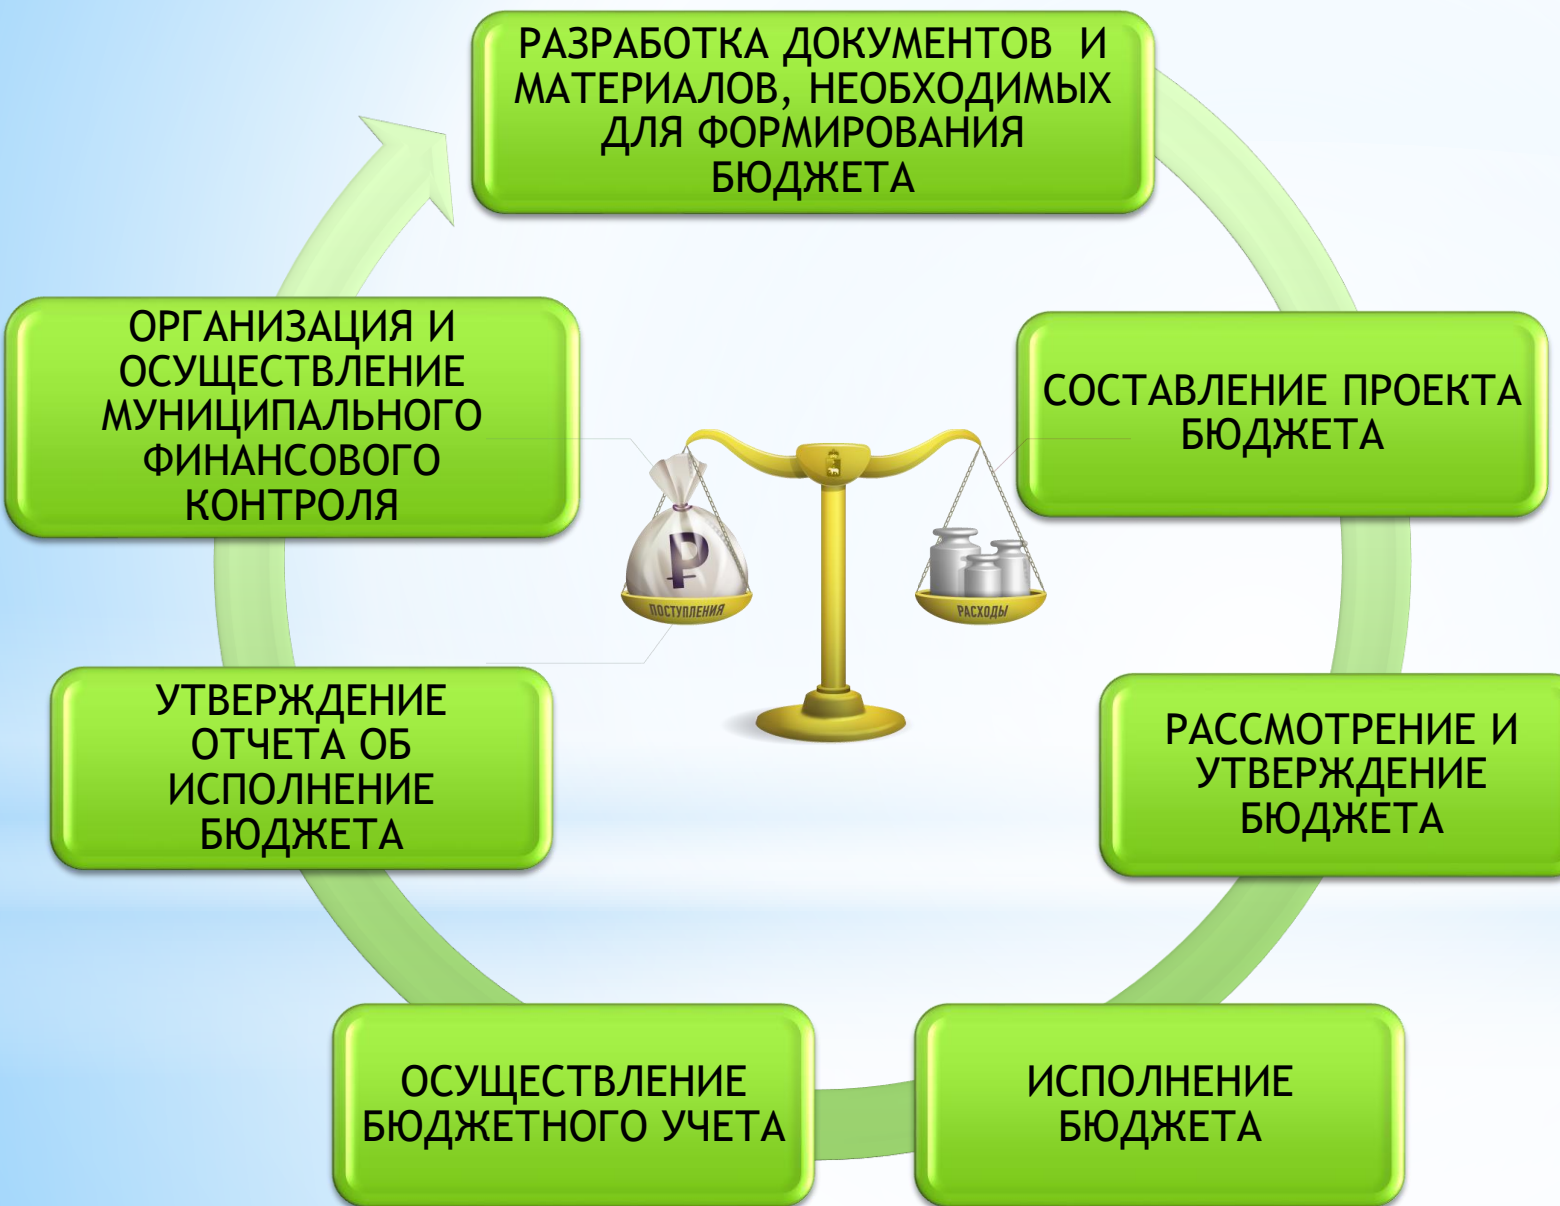 РАЗРАБОТКА ДОКУМЕНТОВ И
МАТЕРИАЛОВ, НЕОБХОДИМЫХ
ДЛЯ ФОРМИРОВАНИЯ
БЮДЖЕТА
СОСТАВЛЕНИЕ ПРОЕКТА
БЮДЖЕТА
РАССМОТРЕНИЕ И
УТВЕРЖДЕНИЕ
БЮДЖЕТА
ИСПОЛНЕНИЕ
БЮДЖЕТА
ОСУЩЕСТВЛЕНИЕ
БЮДЖЕТНОГО УЧЕТА
УТВЕРЖДЕНИЕ
ОТЧЕТА ОБ
ИСПОЛНЕНИЕ
БЮДЖЕТА
ОРГАНИЗАЦИЯ И
ОСУЩЕСТВЛЕНИЕ
МУНИЦИПАЛЬНОГО
ФИНАНСОВОГО
КОНТРОЛЯ
₽
ПОСТУПЛЕНИЯ
РАСХОДЫ